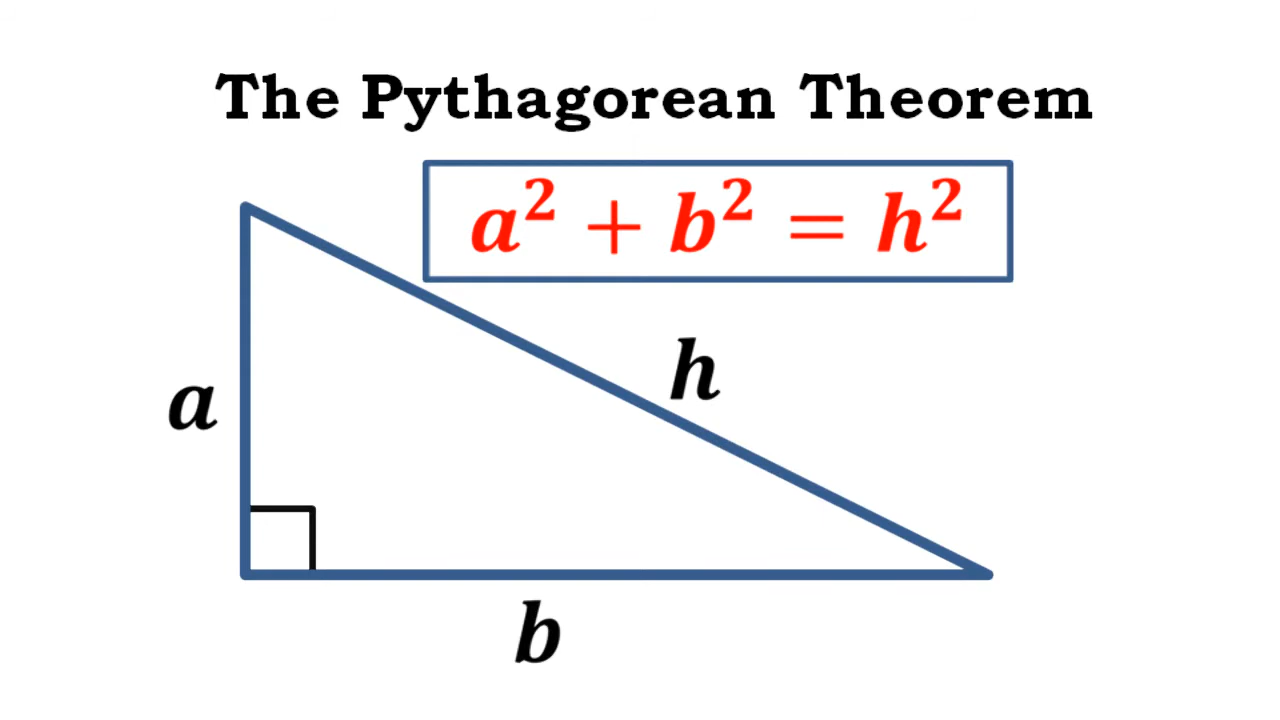 The Pythagorean Theorem
a² + b² = h²
h
a
b